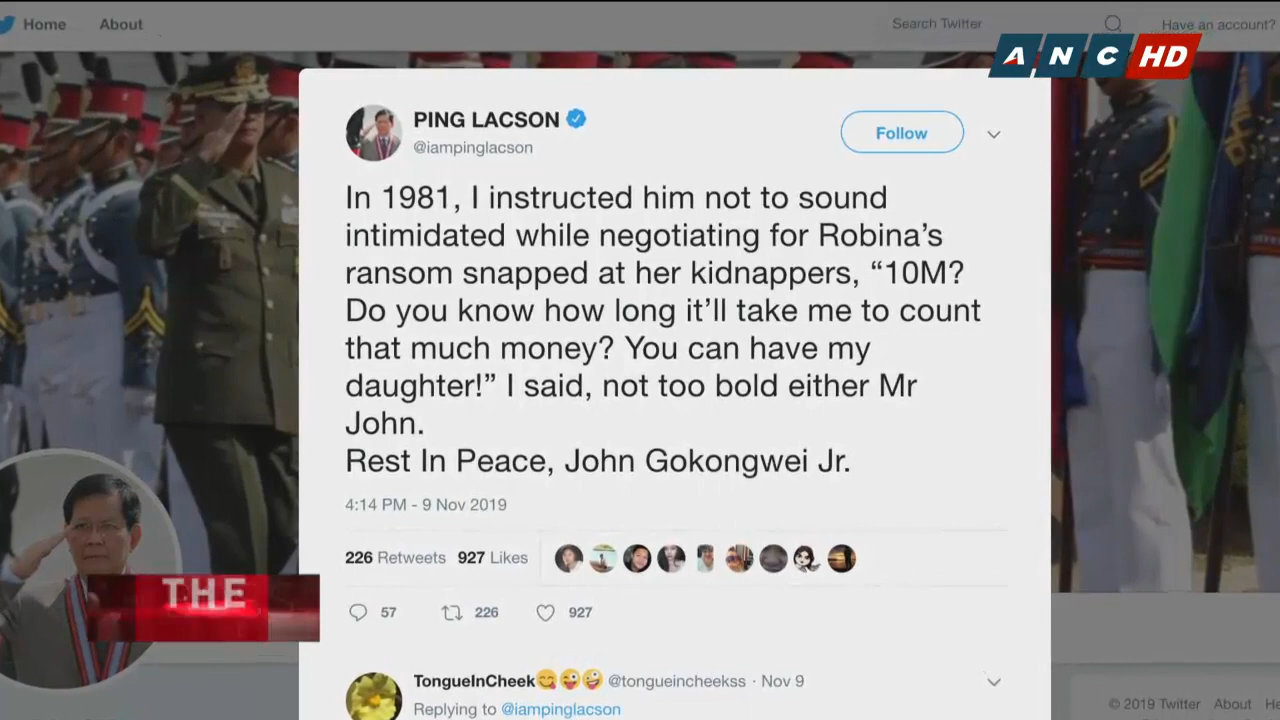 Home About Search Twitter Have an account?
ANC HD
PING LACSON
@iampinglacson
Follow
In 1981, I instructed him not to sound
intimidated while negotiating for Robina’s
ransom snapped at her kidnappers, “10M?
Do you know how long it’ll take me to count
that much money? You can have my
daughter!” I said, not too bold either Mr
John.
Rest In Peace, John Gokongwei Jr.
4:14 PM - 9 Nov 2019
226 Retweets 927 Likes
57 226 927
THE
TongueInCheek😋😜🤪 @tongueincheekss · Nov 9
Replying to @iampinglacson
© 2019 Twitter About